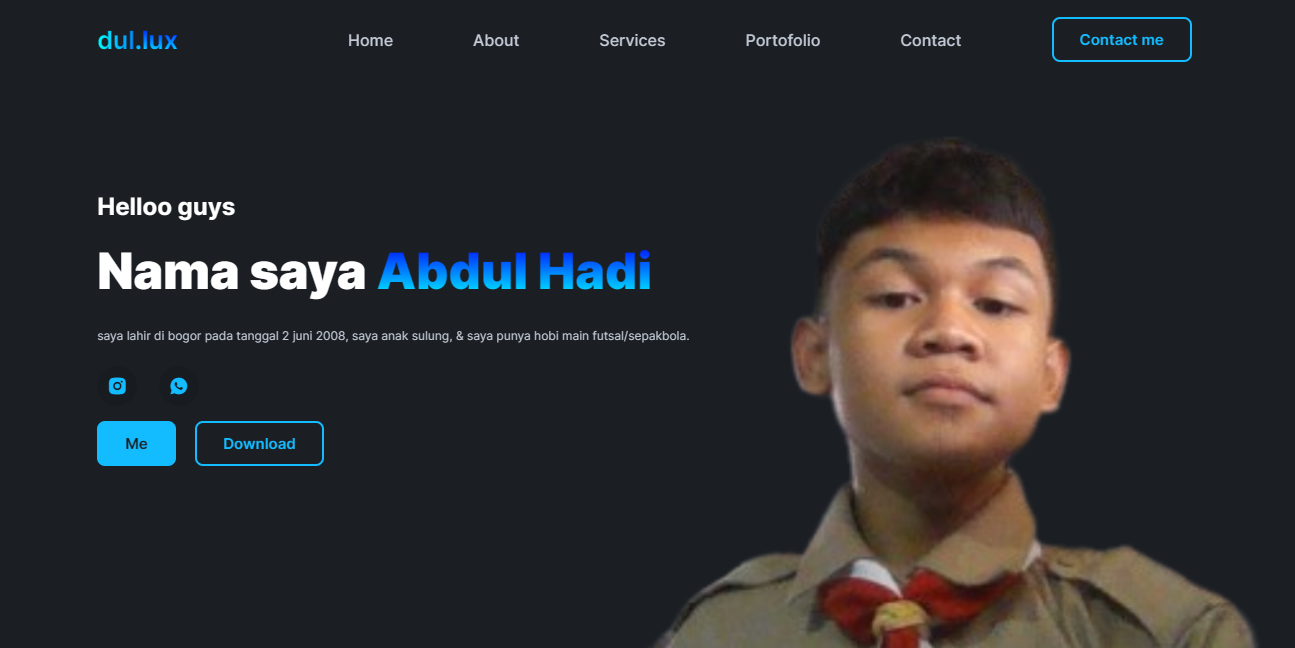 dul.lux
Home
About
Services
Portofolio
Contact
Contact me
Helloo guys
Nama saya Abdul Hadi
saya lahir di bogor pada tanggal 2 juni 2008, saya anak sulung, & saya punya hobi main futsal/sepakbola.
Me
Download